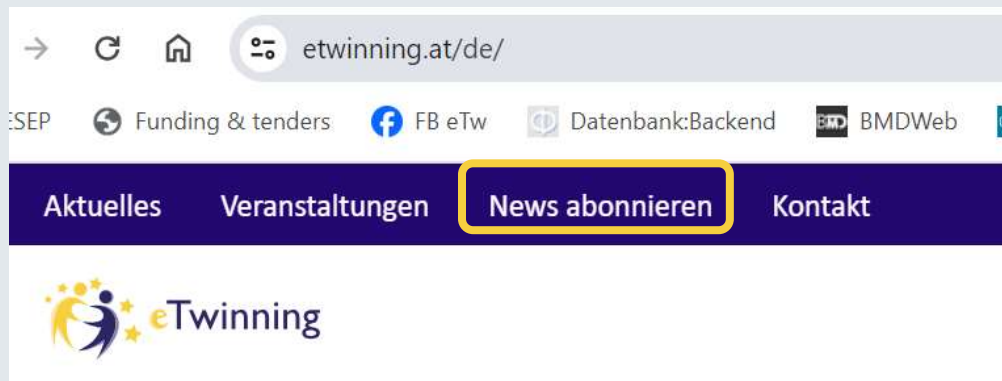 etwinning.at/de/
ESEP Funding & tenders FB eTw Datenbank:Backend BMDWeb
Aktuelles Veranstaltungen News abonnieren Kontakt
eTwinning